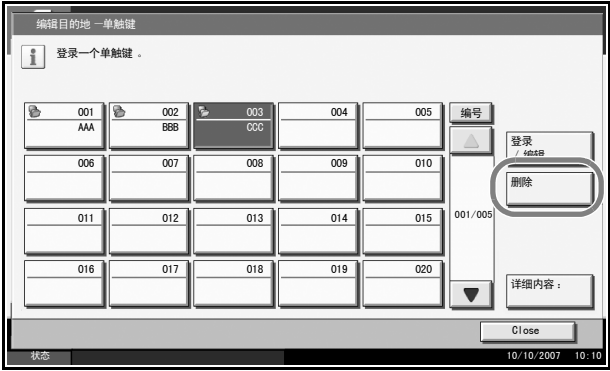 编辑目的地 －单触键
登录一个单触键 。
001 002 003 004 005 编号
AAA BBB CCC
登录
/ 编辑
006 007 008 009 010
删除
011 012 013 014 015 001/005
016 017 018 019 020
详细内容：
Close
状态 10/10/2007 10:10